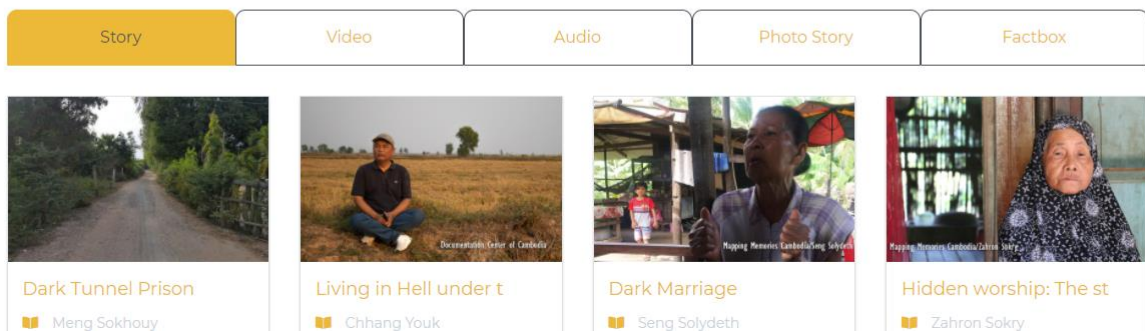 Story
Video
Audio
Photo Story
Factbox
Documentation Center of Cambodia
Mapping Memories Cambodia/Seng Solydeth
Mapping Memories Cambodia/Zahron Sokry
Dark Tunnel Prison
Living in Hell under t
Dark Marriage
Hidden worship: The st
Meng Sokhouy
Chhang Youk
Seng Solydeth
Zahron Sokry